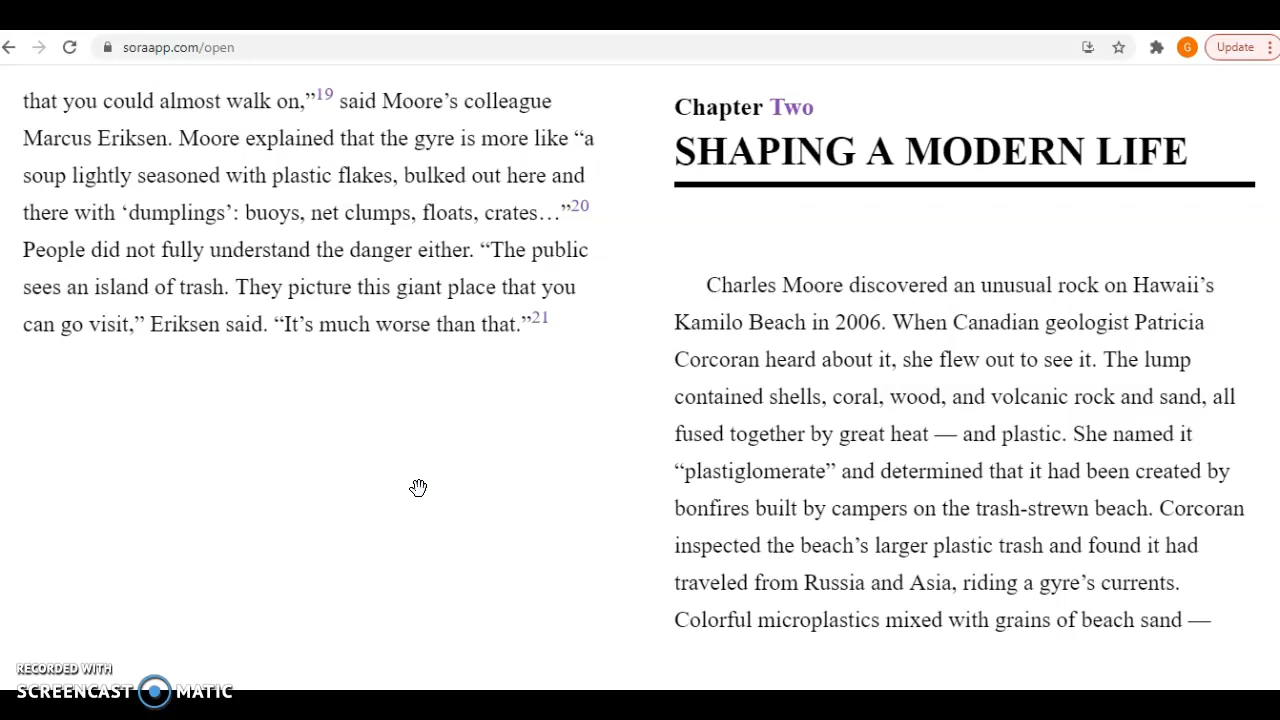 soraapp.com/open
G
Update
that you could almost walk on,”19 said Moore’s colleague
Marcus Eriksen. Moore explained that the gyre is more like “a
soup lightly seasoned with plastic flakes, bulked out here and
there with ‘dumplings’: buoys, net clumps, floats, crates…”20
People did not fully understand the danger either. “The public
sees an island of trash. They picture this giant place that you
can go visit,” Eriksen said. “It’s much worse than that.”21
Chapter Two
SHAPING A MODERN LIFE
Charles Moore discovered an unusual rock on Hawaii’s
Kamilo Beach in 2006. When Canadian geologist Patricia
Corcoran heard about it, she flew out to see it. The lump
contained shells, coral, wood, and volcanic rock and sand, all
fused together by great heat — and plastic. She named it
“plastiglomerate” and determined that it had been created by
bonfires built by campers on the trash-strewn beach. Corcoran
inspected the beach’s larger plastic trash and found it had
traveled from Russia and Asia, riding a gyre’s currents.
Colorful microplastics mixed with grains of beach sand —
RECORDED WITH
SCREENCAST MATIC